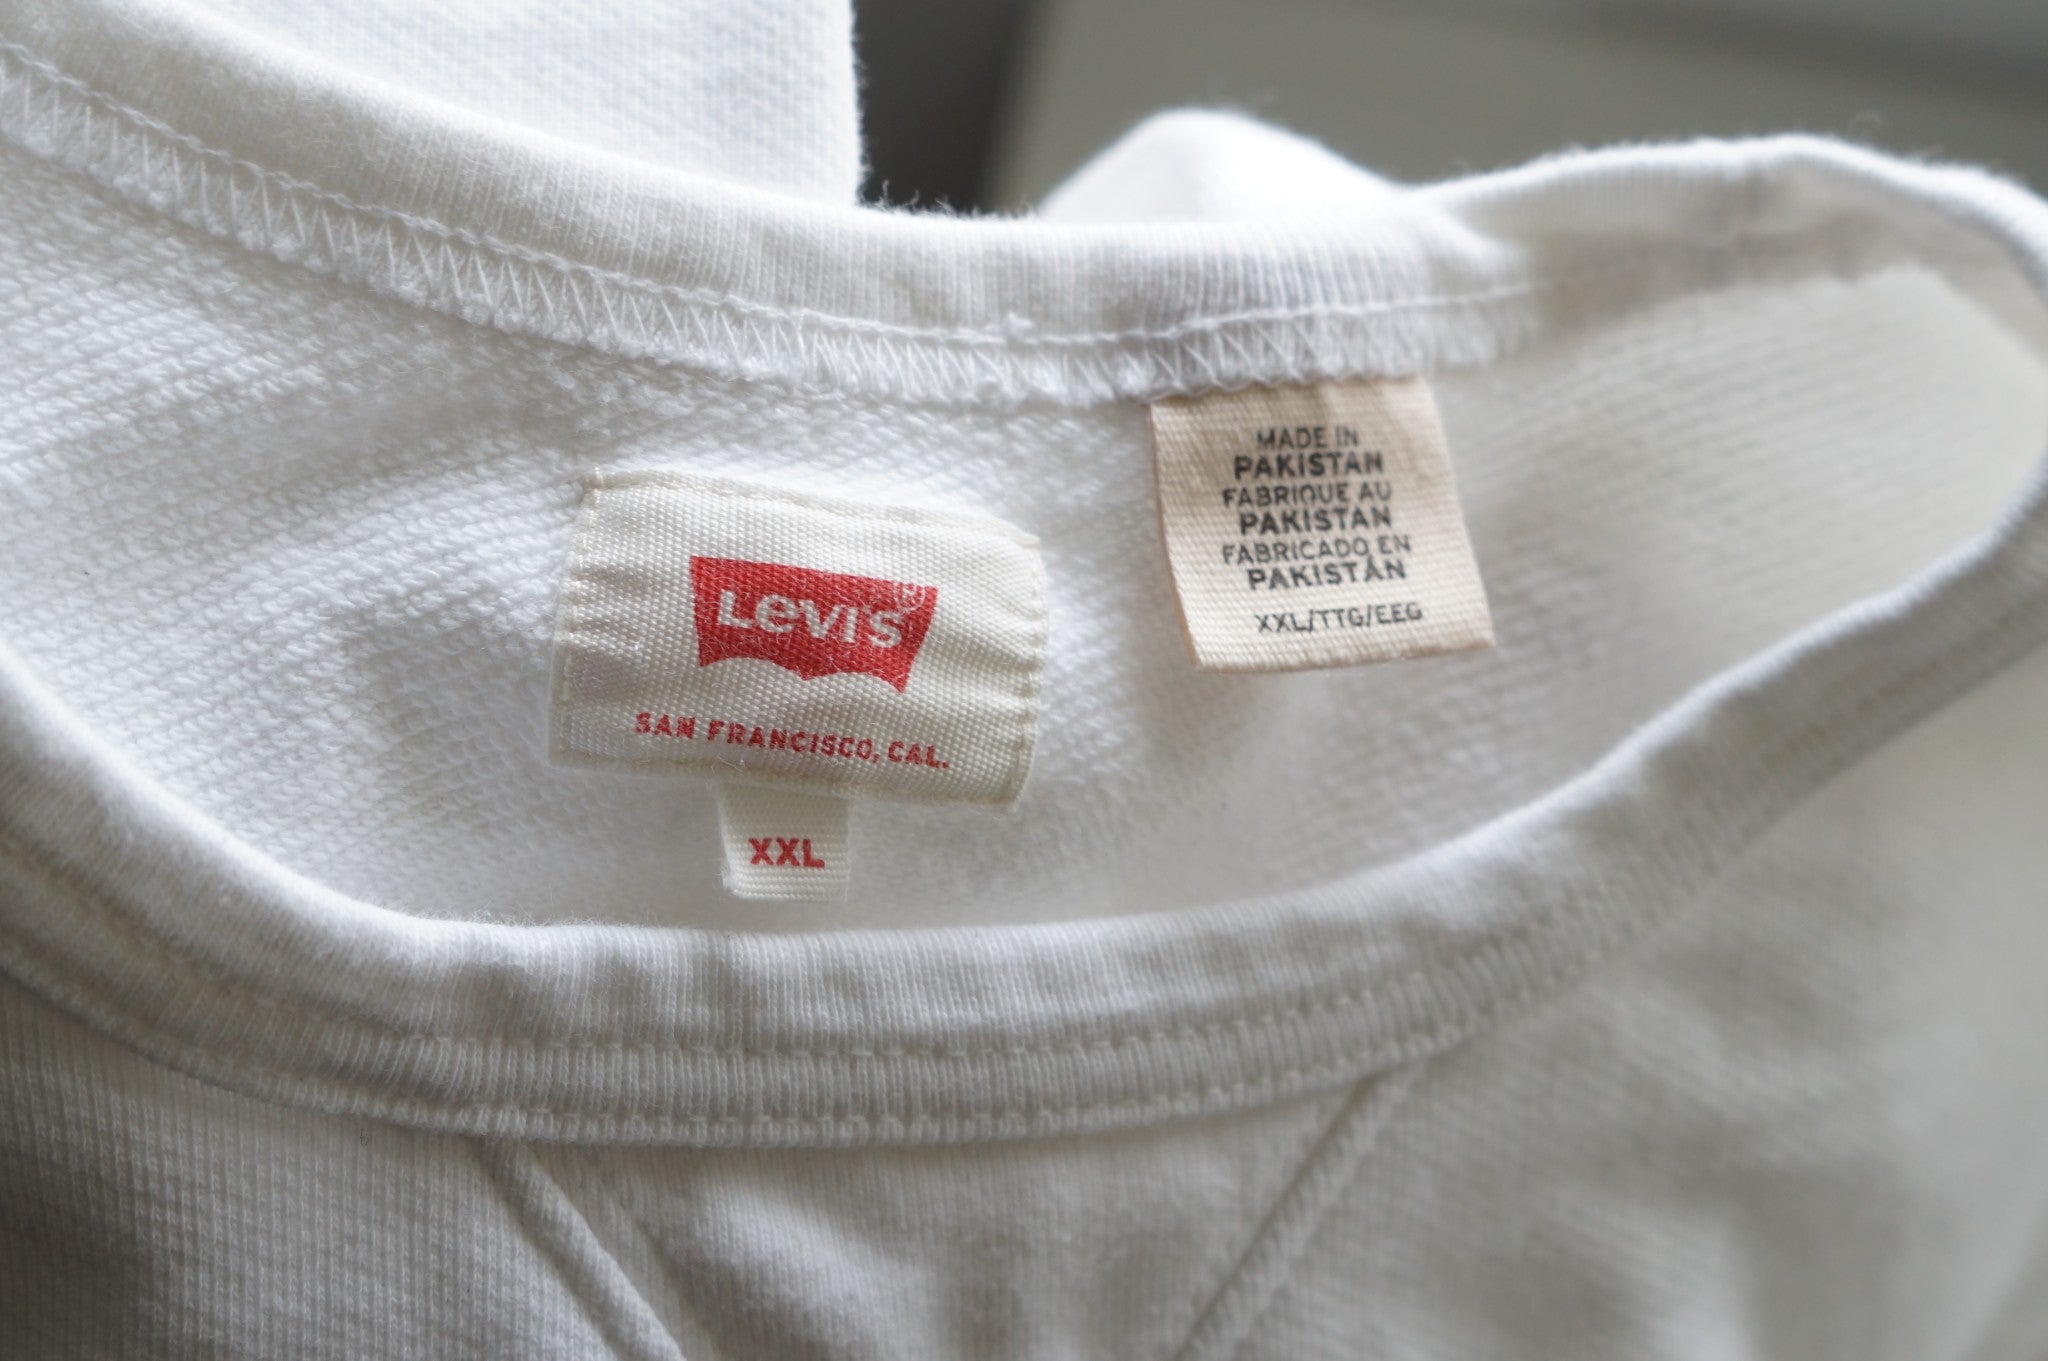 Levi's®
SAN FRANCISCO, CAL.
XXL
MADE IN
PAKISTAN
FABRIQUE AU
PAKISTAN
FABRICADO EN
PAKISTÁN
XXL/TTG/EEG